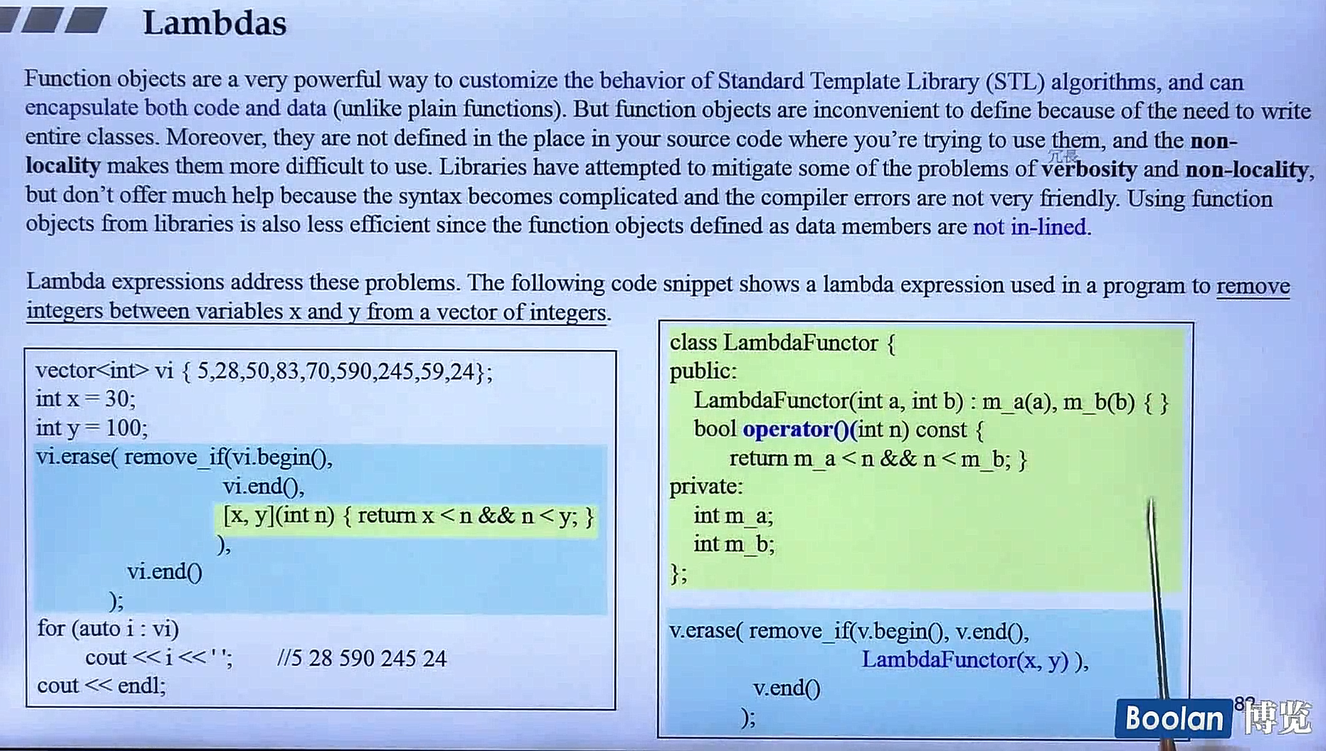 Lambdas
Function objects are a very powerful way to customize the behavior of Standard Template Library (STL) algorithms, and can
encapsulate both code and data (unlike plain functions). But function objects are inconvenient to define because of the need to write
entire classes. Moreover, they are not defined in the place in your source code where you’re trying to use them, and the non-
冗長
locality makes them more difficult to use. Libraries have attempted to mitigate some of the problems of verbosity and non-locality,
but don’t offer much help because the syntax becomes complicated and the compiler errors are not very friendly. Using function
objects from libraries is also less efficient since the function objects defined as data members are not in-lined.
Lambda expressions address these problems. The following code snippet shows a lambda expression used in a program to remove
integers between variables x and y from a vector of integers.
vector<int> vi { 5,28,50,83,70,590,245,59,24};
int x = 30;
int y = 100;
vi.erase( remove_if(vi.begin(),
vi.end(),
[x, y](int n) { return x < n && n < y; }
),
vi.end()
);
for (auto i : vi)
cout << i << ' '; //5 28 590 245 24
cout << endl;
class LambdaFunctor {
public:
LambdaFunctor(int a, int b) : m_a(a), m_b(b) { }
bool operator()(int n) const {
return m_a < n && n < m_b; }
private:
int m_a;
int m_b;
};
v.erase( remove_if(v.begin(), v.end(),
LambdaFunctor(x, y) ),
v.end()
);
Boolan 博览